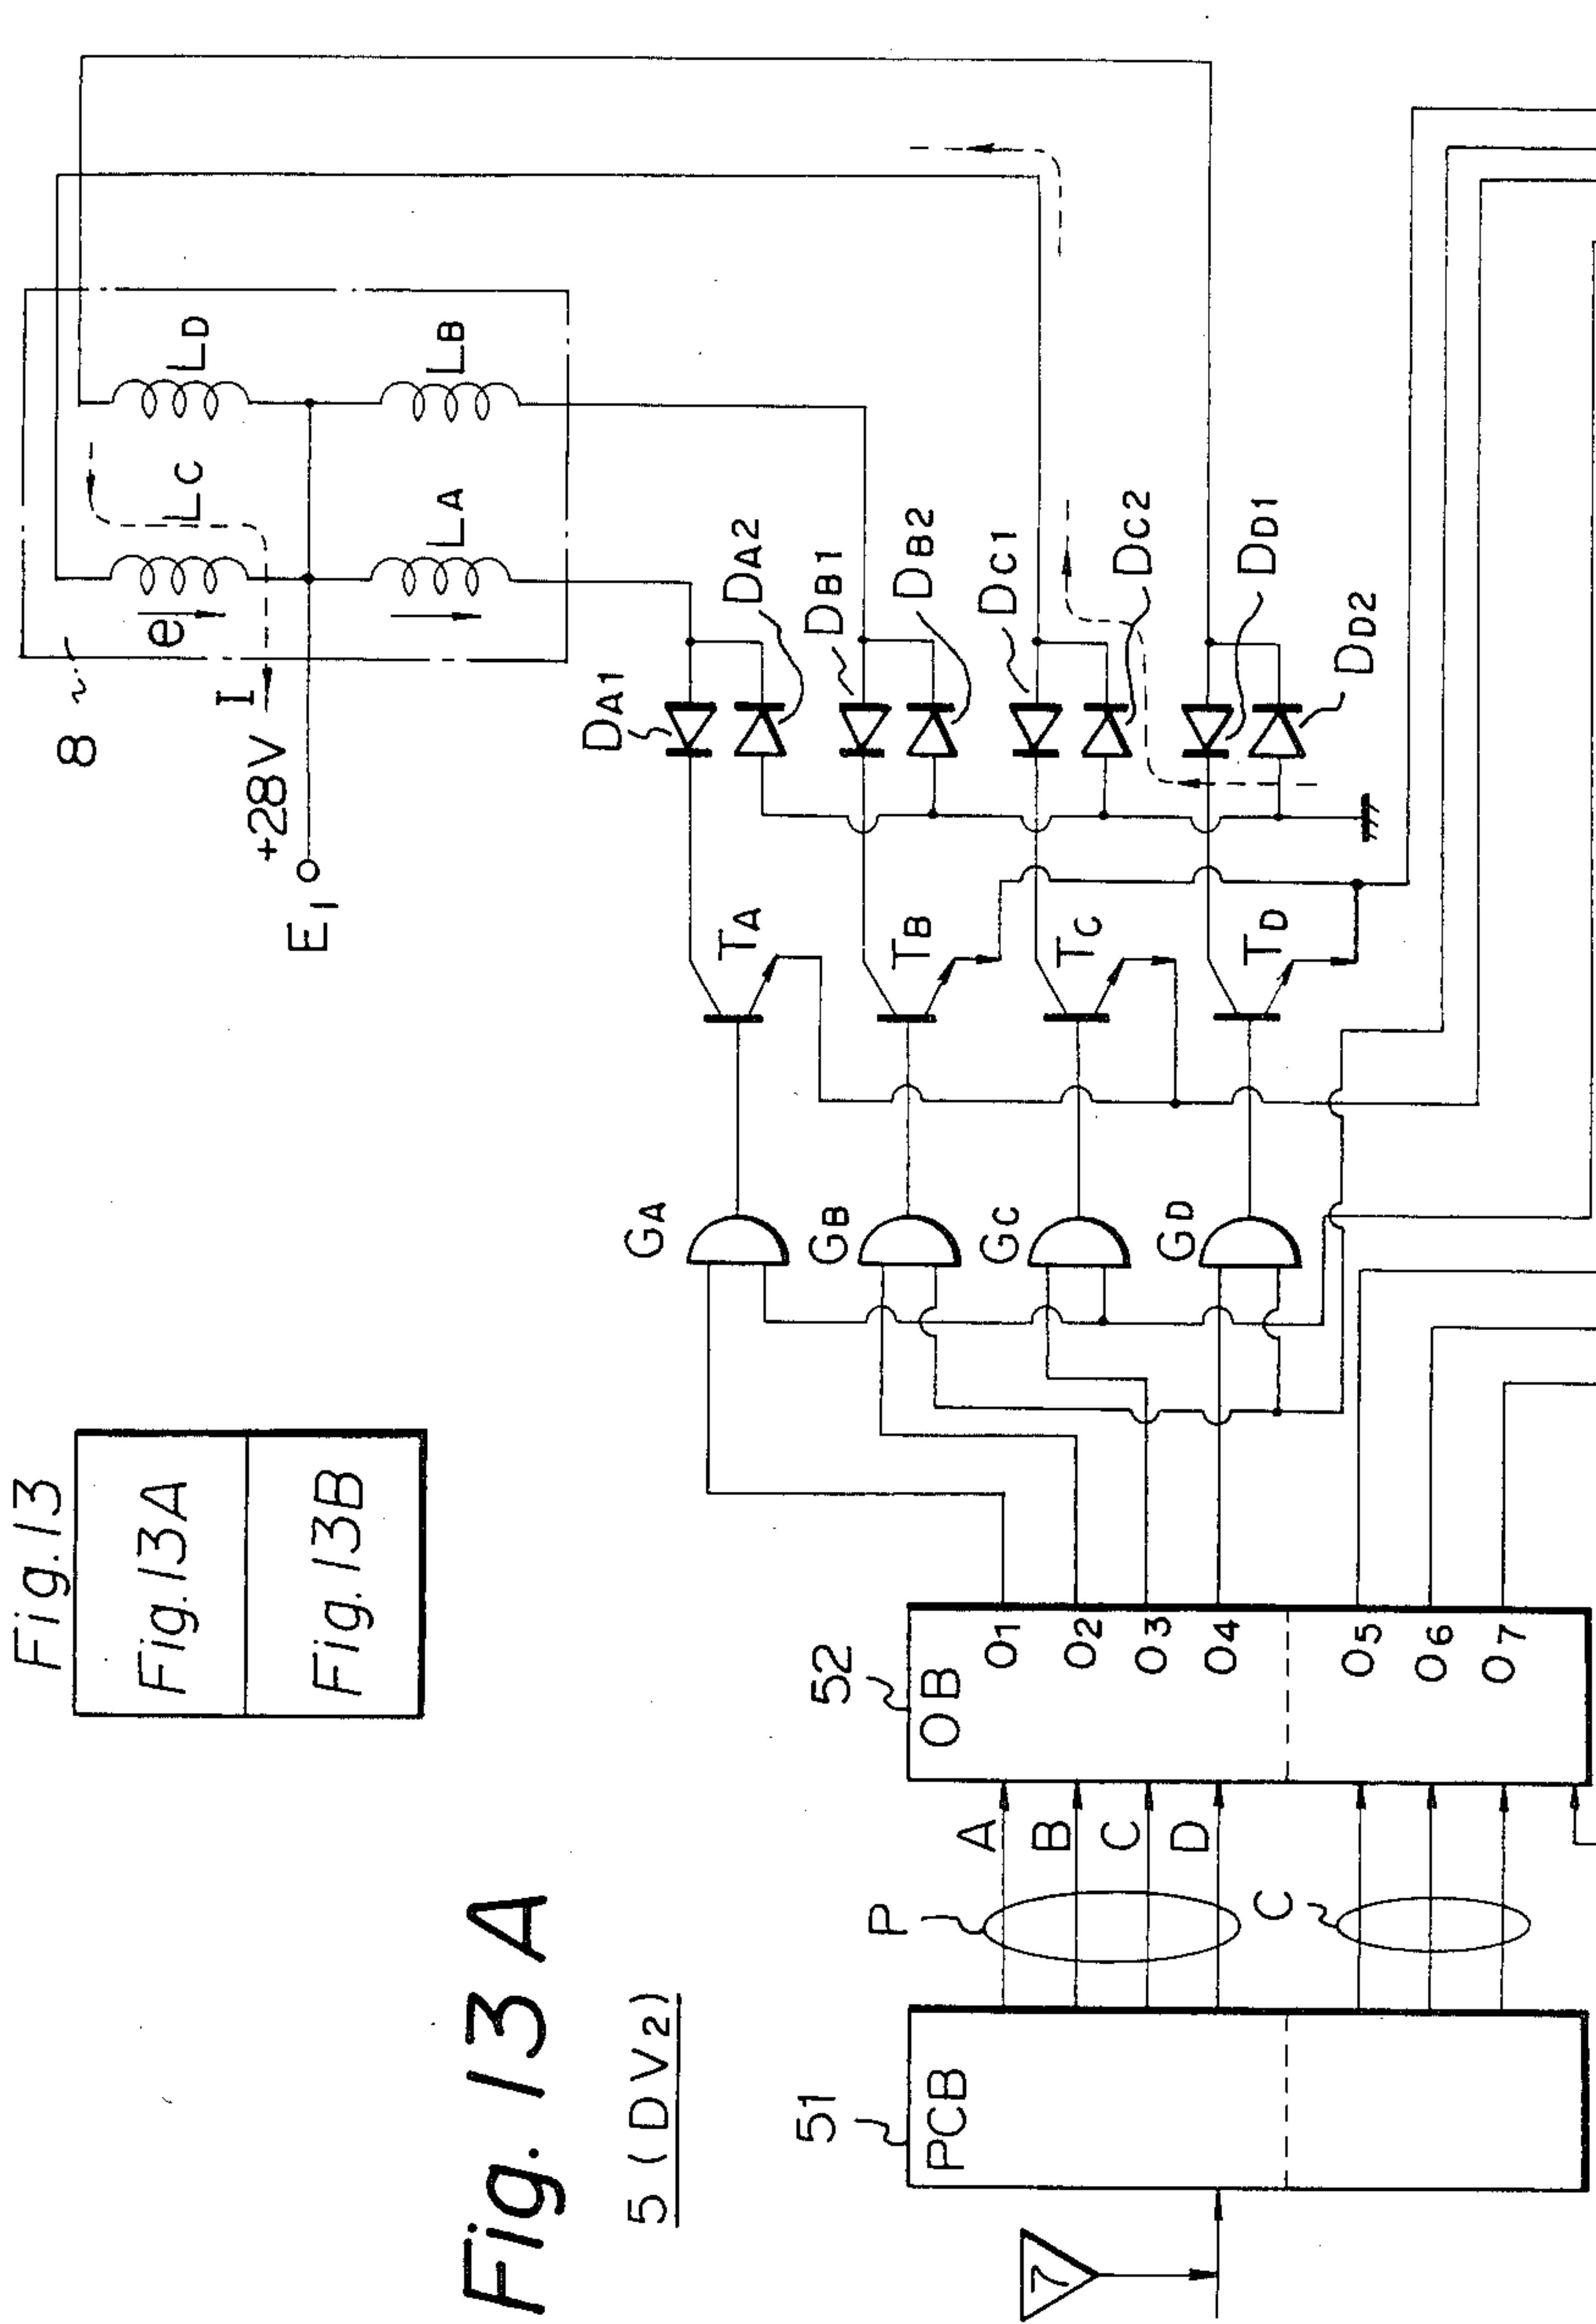 Fig.13
Fig.13A
Fig.13B
Fig. 13 A
5 (DV2)
7
51
PCB
P
C
A
B
C
D
52
OB
O1
O2
O3
O4
O5
O6
O7
GA
GB
GC
GD
TA
TB
TC
TD
DA1
DA2
DB1
DB2
DC1
DC2
DD1
DD2
E1
+28V
I
8
e
LC
LD
LA
LB